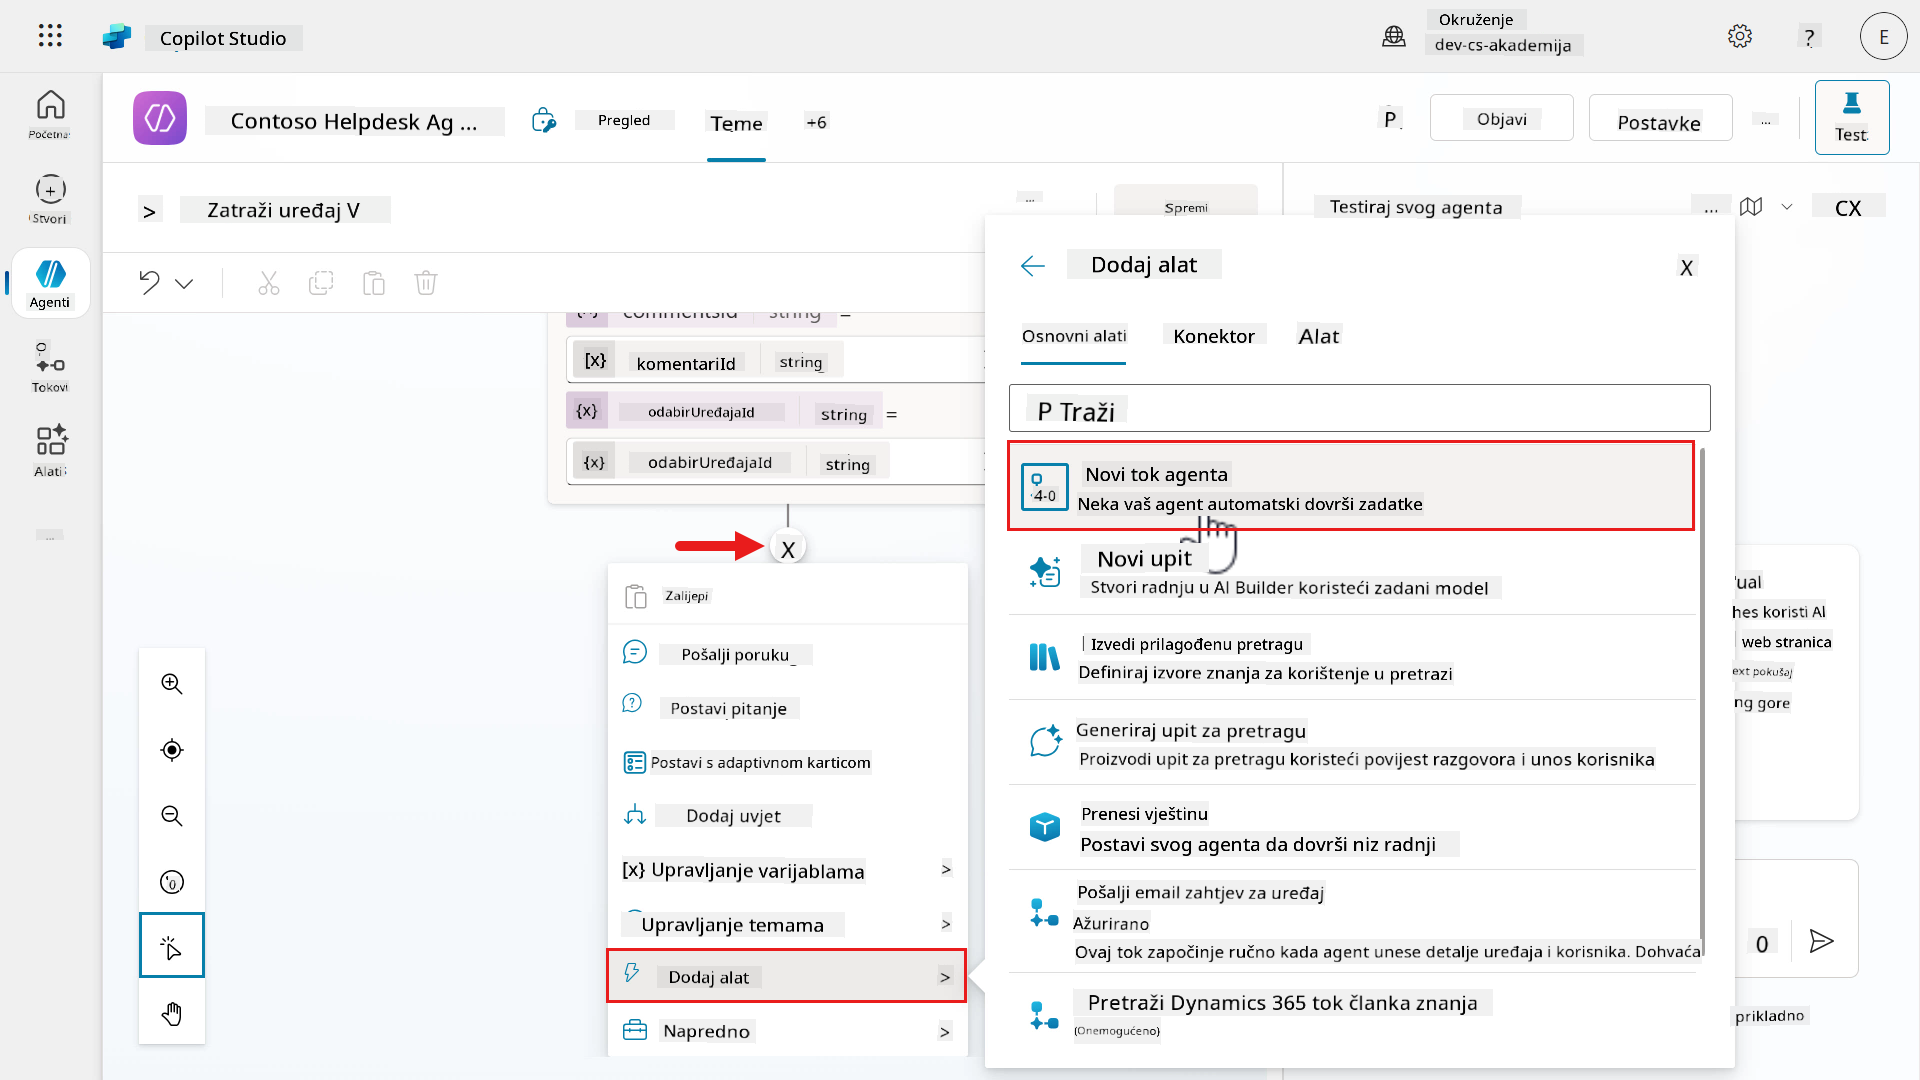 Copilot Studio
Okruženje
dev-cs-akademija
?
E
Početna
Stvori
Agenti
Tokovi
Alati
...
Contoso Helpdesk Ag ...
Pregled
Teme
+6
P
Objavi
Postavke
...
Test
>
Zatraži uređaj V
...
Spremi
Testiraj svog agenta
...
CX
commentsId
string
=
[x]
komentariId
string
{x}
odabirUređajaId
string
=
{x}
odabirUređajaId
string
X
Zalijepi
Pošalji poruku
Postavi pitanje
Postavi s adaptivnom karticom
Dodaj uvjet
[x] Upravljanje varijablama
>
Upravljanje temama
>
Dodaj alat
>
Napredno
>
Dodaj alat
X
Osnovni alati
Konektor
Alat
P Traži
4-0
Novi tok agenta
Neka vaš agent automatski dovrši zadatke
Novi upit
Stvori radnju u AI Builder koristeći zadani model
Izvedi prilagođenu pretragu
Definiraj izvore znanja za korištenje u pretrazi
Generiraj upit za pretragu
Proizvodi upit za pretragu koristeći povijest razgovora i unos korisnika
Prenesi vještinu
Postavi svog agenta da dovrši niz radnji
Pošalji email zahtjev za uređaj
Ažurirano
Ovaj tok započinje ručno kada agent unese detalje uređaja i korisnika. Dohvaća
Pretraži Dynamics 365 tok članka znanja
(Onemogućeno)
ual
hes koristi AI
web stranica
ext pokušaj
ng gore
0
prikladno